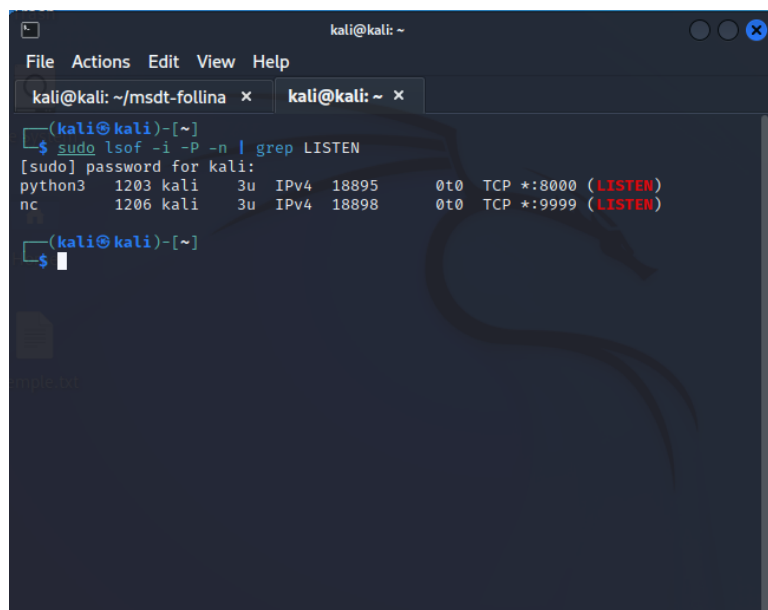 kali@kali: ~
File Actions Edit View Help
kali@kali: ~/msdt-follina × kali@kali: ~ ×
┌──(kali㉿kali)-[~]
└─$ sudo lsof -i -P -n | grep LISTEN
[sudo] password for kali:
python3 1203 kali 3u IPv4 18895 0t0 TCP *:8000 (LISTEN)
nc 1206 kali 3u IPv4 18898 0t0 TCP *:9999 (LISTEN)
┌──(kali㉿kali)-[~]
└─$